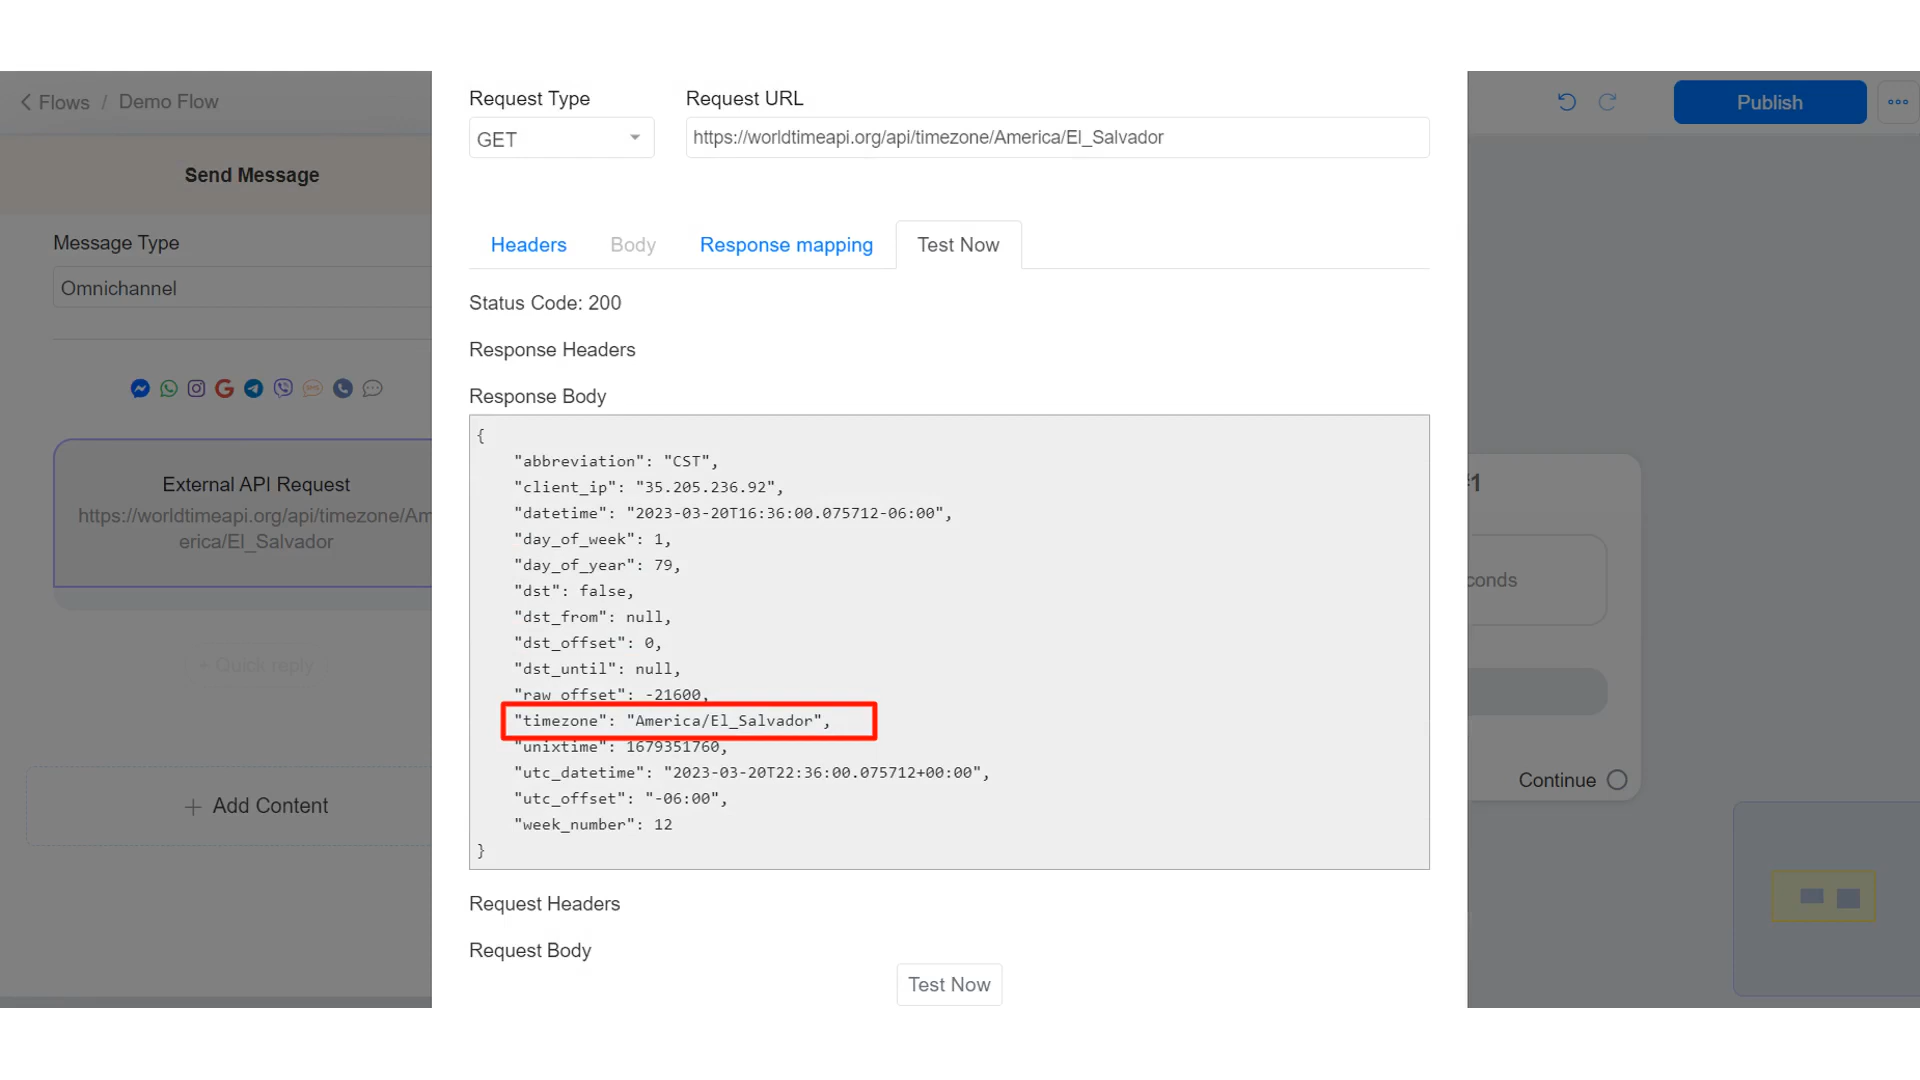 Flows / Demo Flow
Publish
Send Message
Message Type
Omnichannel
SMS
External API Request
https://worldtimeapi.org/api/timezone/Am
erica/El_Salvador
+ Quick reply
+ Add Content
Request Type
Request URL
GET
https://worldtimeapi.org/api/timezone/America/El_Salvador
Headers
Body
Response mapping
Test Now
Status Code: 200
Response Headers
Response Body
{
"abbreviation": "CST",
"client_ip": "35.205.236.92",
"datetime": "2023-03-20T16:36:00.075712-06:00",
"day_of_week": 1,
"day_of_year": 79,
"dst": false,
"dst_from": null,
"dst_offset": 0,
"dst_until": null,
"raw_offset": -21600,
"timezone": "America/El_Salvador",
"unixtime": 1679351760,
"utc_datetime": "2023-03-20T22:36:00.075712+00:00",
"utc_offset": "-06:00",
"week_number": 12
}
Request Headers
Request Body
Test Now
#1
conds
Continue